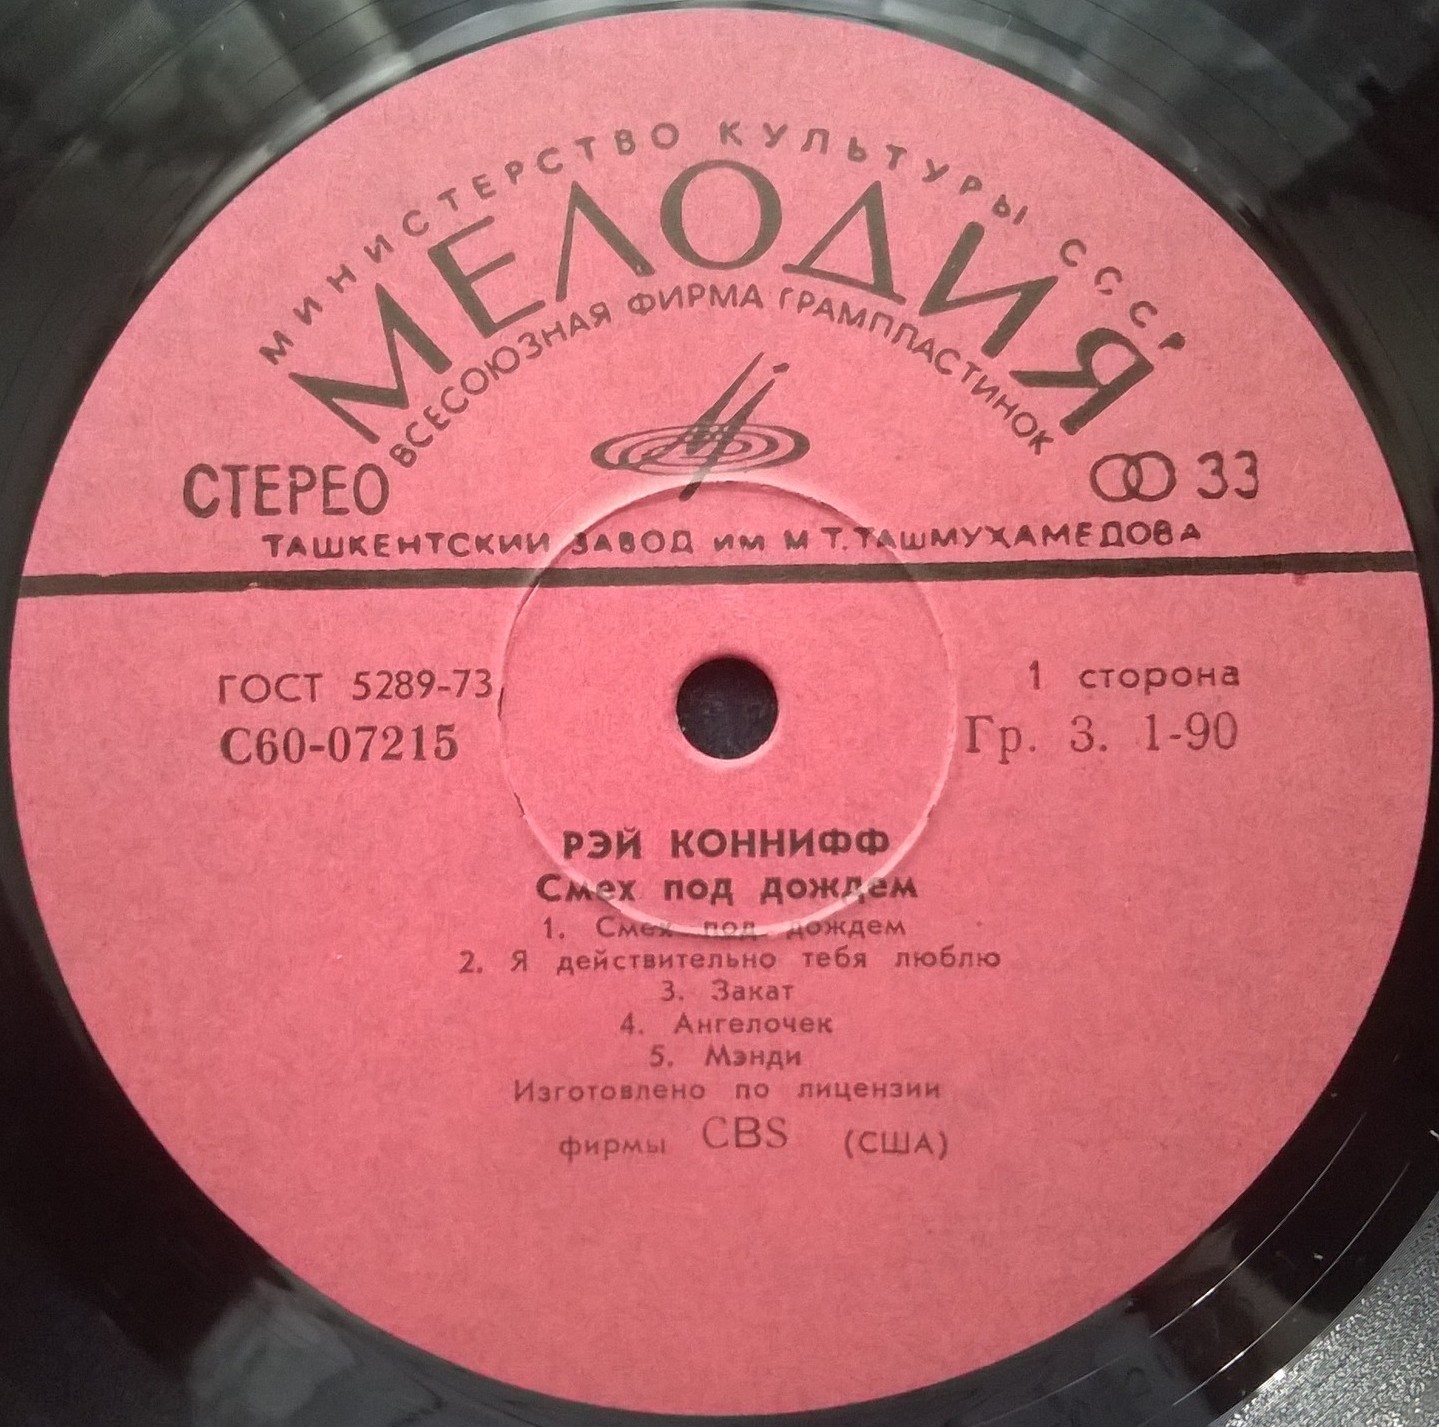 МИНИСТЕРСТВО КУЛЬТУРЫ СССР
МЕЛОДИЯ
ВСЕСОЮЗНАЯ ФИРМА ГРАМПЛАСТИНОК
СТЕРЕО
33
ТАШКЕНТСКИЙ ЗАВОД ИМ М Т.ТАШМУХАМЕДОВА
ГОСТ 5289-73
1 сторона
С60-07215
Гр. 3. 1-90
РЭЙ КОННИФФ
Смех под дождем
1. Смех под дождем
2. Я действительно тебя люблю
3. Закат
4. Ангелочек
5. Мэнди
Изготовлено по лицензии
фирмы CBS (США)